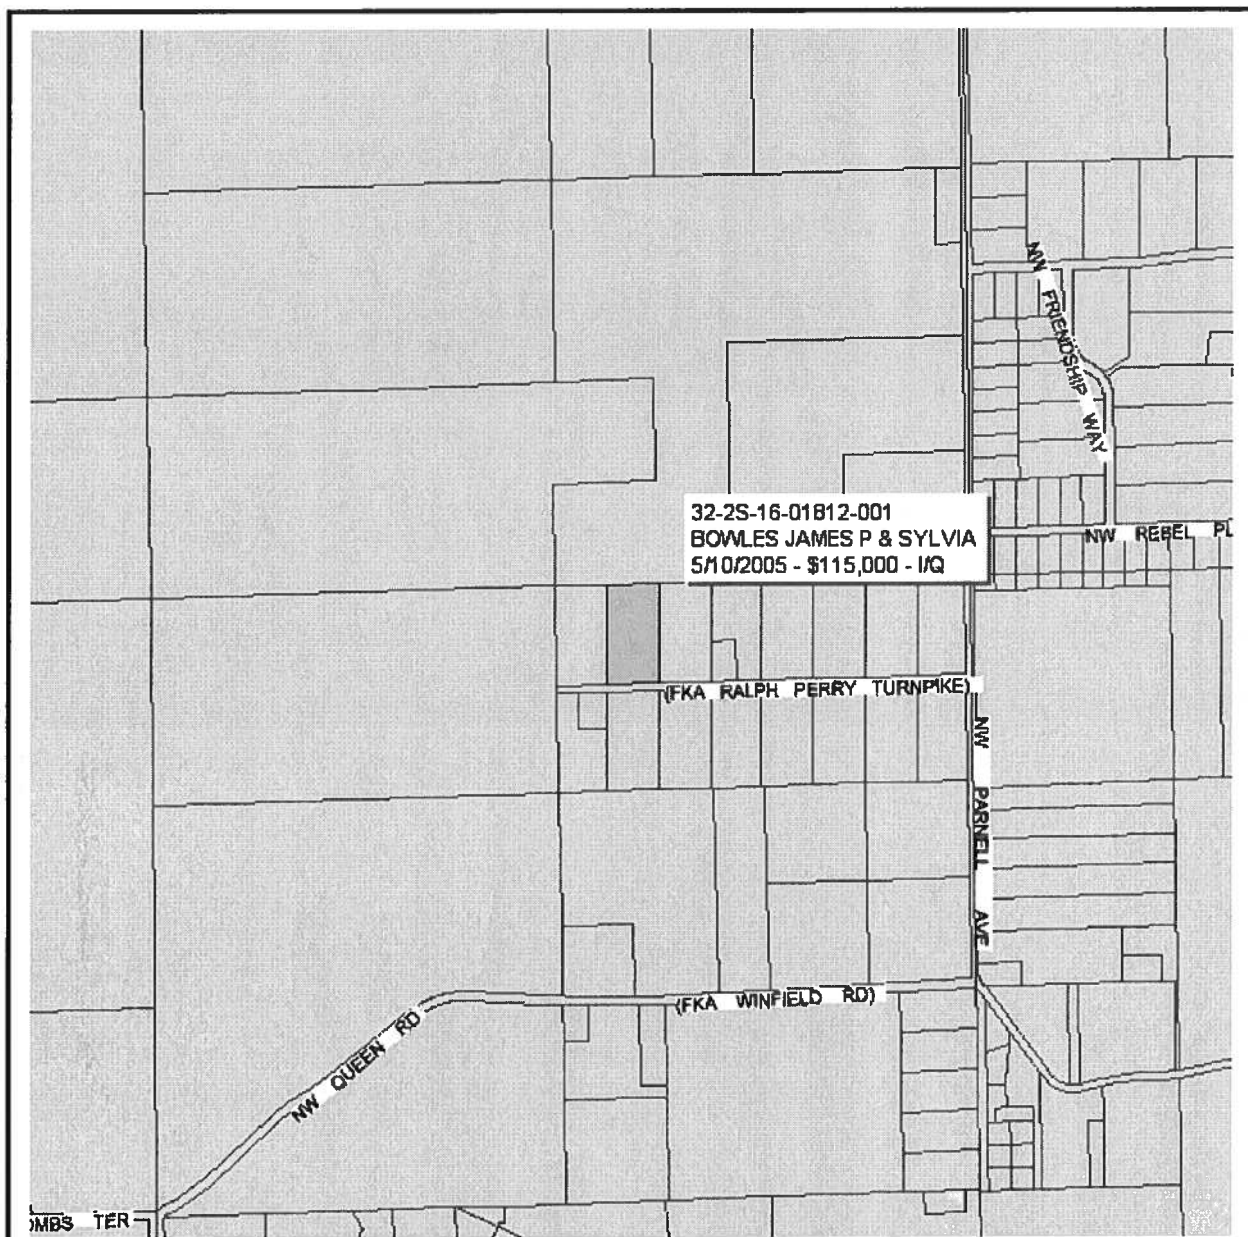 NW FRIENDSHIP WAY
32-2S-16-01812-001
BOWLES JAMES P & SYLVIA
5/10/2005 - $115,000 - I/Q
NW REBEL PL
(FKA RALPH PERRY TURNPIKE)
NW PARNELL AVE
(FKA WINFIELD RD)
NW QUEEN RD
OMBS TER